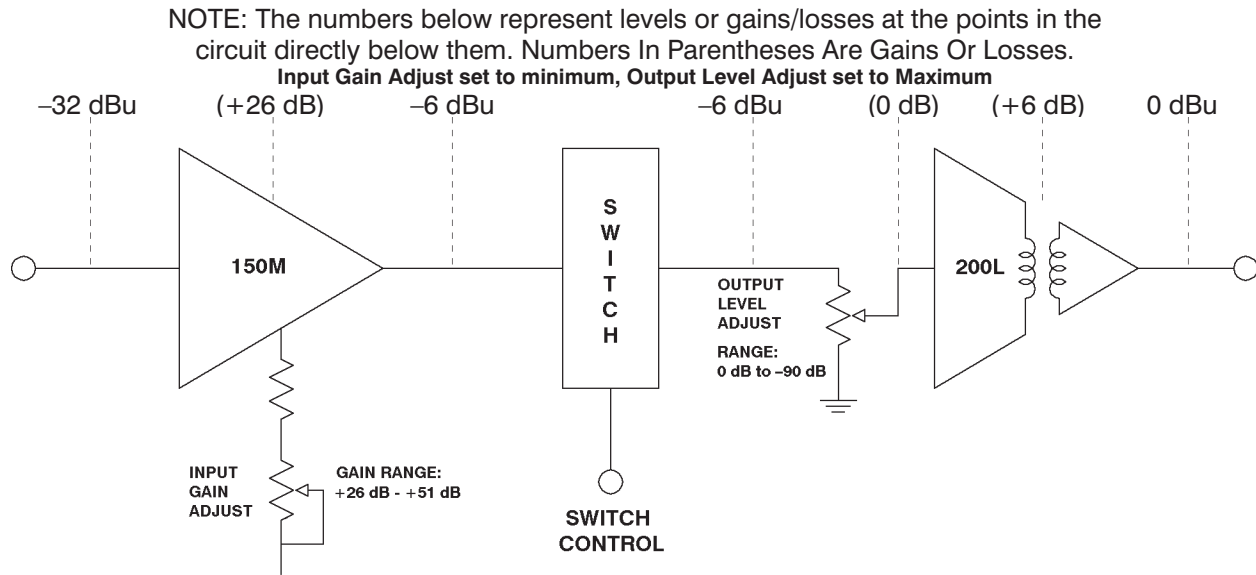 NOTE: The numbers below represent levels or gains/losses at the points in the
circuit directly below them. Numbers In Parentheses Are Gains Or Losses.
Input Gain Adjust set to minimum, Output Level Adjust set to Maximum
–32 dBu (+26 dB) –6 dBu –6 dBu (0 dB) (+6 dB) 0 dBu
150M
S
W
I
T
C
H
OUTPUT
LEVEL
ADJUST
RANGE:
0 dB to –90 dB
200L
INPUT
GAIN
ADJUST
GAIN RANGE:
+26 dB - +51 dB
SWITCH
CONTROL